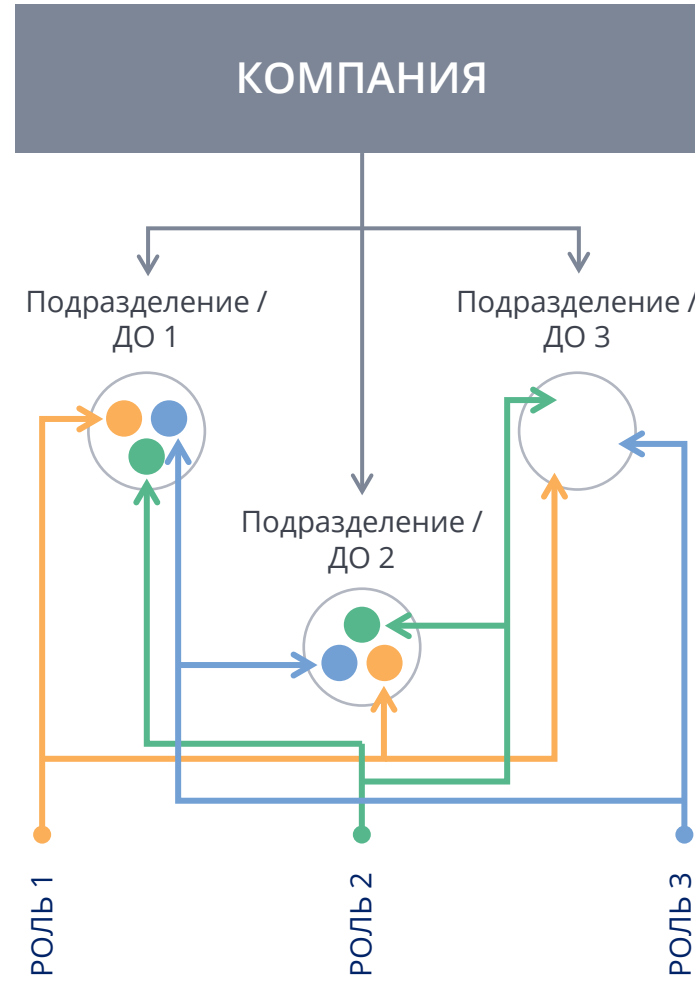 КОМПАНИЯ
Подразделение /
ДО 1
Подразделение /
ДО 3
Подразделение /
ДО 2
РОЛЬ 1
РОЛЬ 2
РОЛЬ 3